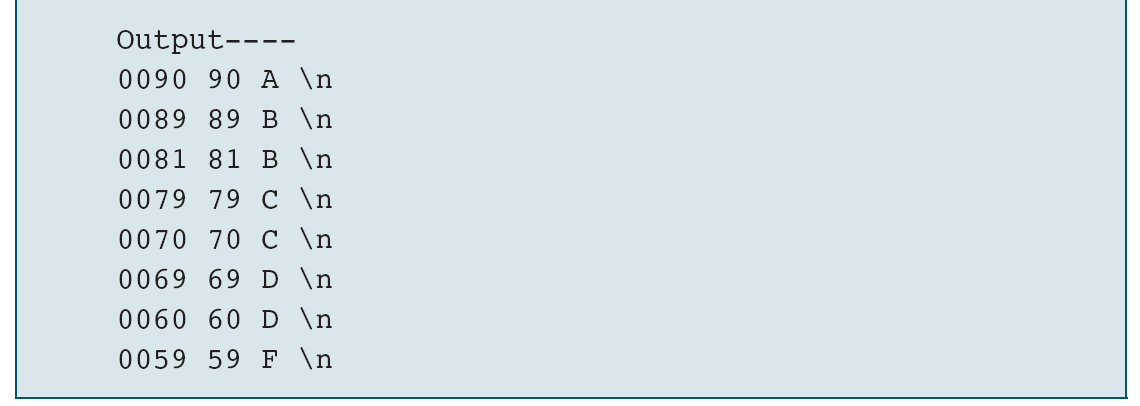 Output----
0090 90 A \n
0089 89 B \n
0081 81 B \n
0079 79 C \n
0070 70 C \n
0069 69 D \n
0060 60 D \n
0059 59 F \n